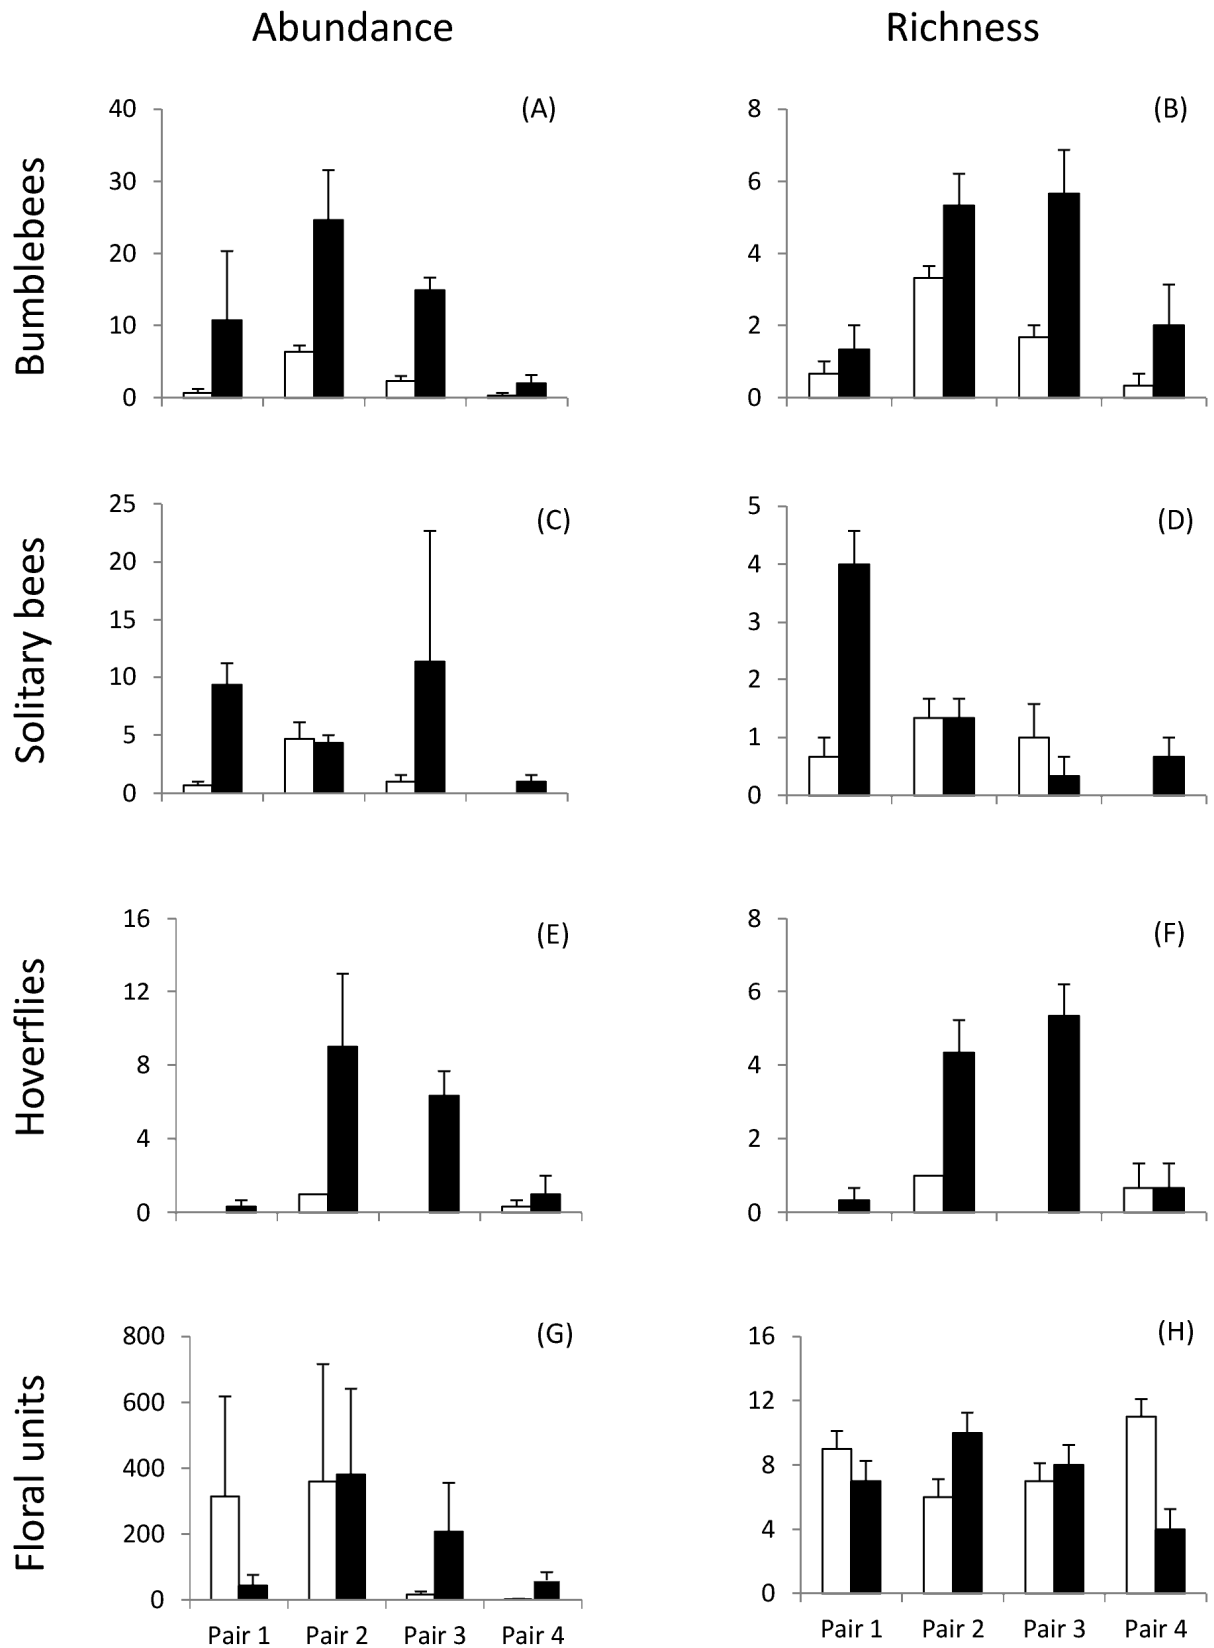 Abundance
Richness
Bumblebees
(A)
40
30
20
10
0
(B)
8
6
4
2
0
Solitary bees
(C)
25
20
15
10
5
0
(D)
5
4
3
2
1
0
Hoverflies
(E)
16
12
8
4
0
(F)
8
6
4
2
0
Floral units
(G)
800
600
400
200
0
Pair 1 Pair 2 Pair 3 Pair 4
(H)
16
12
8
4
0
Pair 1 Pair 2 Pair 3 Pair 4